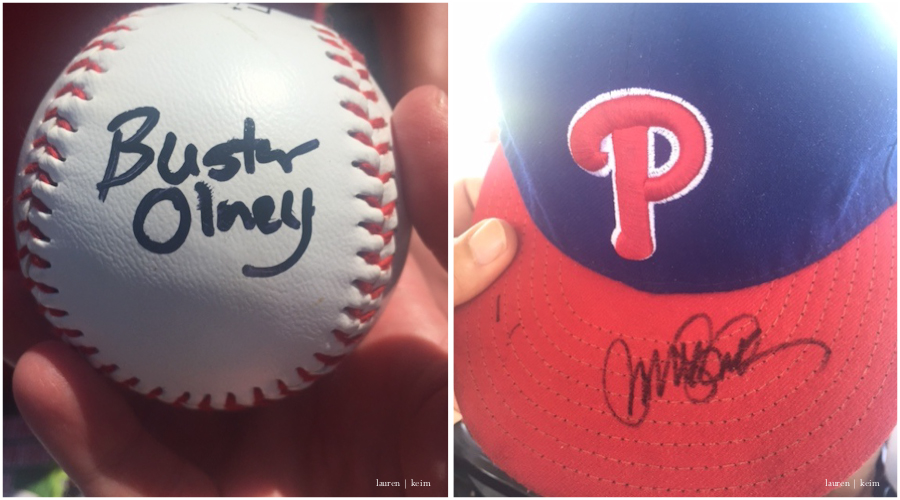 Buster
Olney
lauren | keim
P
lauren | keim